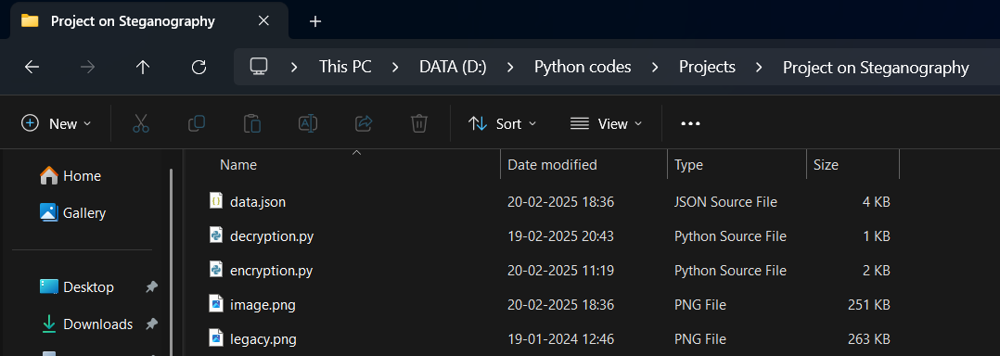 Project on Steganography
This PC > DATA (D:) > Python codes > Projects > Project on Steganography
New Sort View
Name Date modified Type Size
Home
Gallery
Desktop
Downloads
data.json 20-02-2025 18:36 JSON Source File 4 KB
decryption.py 19-02-2025 20:43 Python Source File 1 KB
encryption.py 20-02-2025 11:19 Python Source File 2 KB
image.png 20-02-2025 18:36 PNG File 251 KB
legacy.png 19-01-2024 12:46 PNG File 263 KB